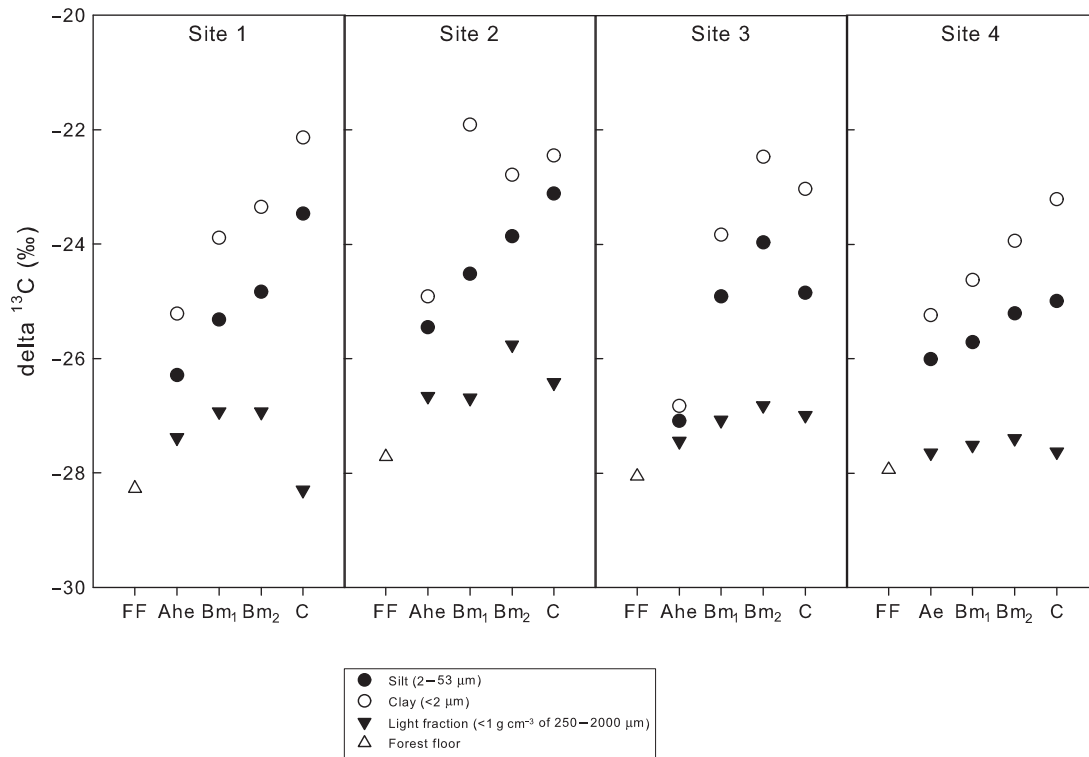 Site 1 Site 2 Site 3 Site 4
−20
−22
−24
−26
−28
−30
delta ¹³C (‰)
FF Ahe Bm₁ Bm₂ C FF Ahe Bm₁ Bm₂ C FF Ahe Bm₁ Bm₂ C FF Ae Bm₁ Bm₂ C
Silt (2−53 μm)
Clay (<2 μm)
Light fraction (<1 g cm⁻³ of 250−2000 μm)
Forest floor